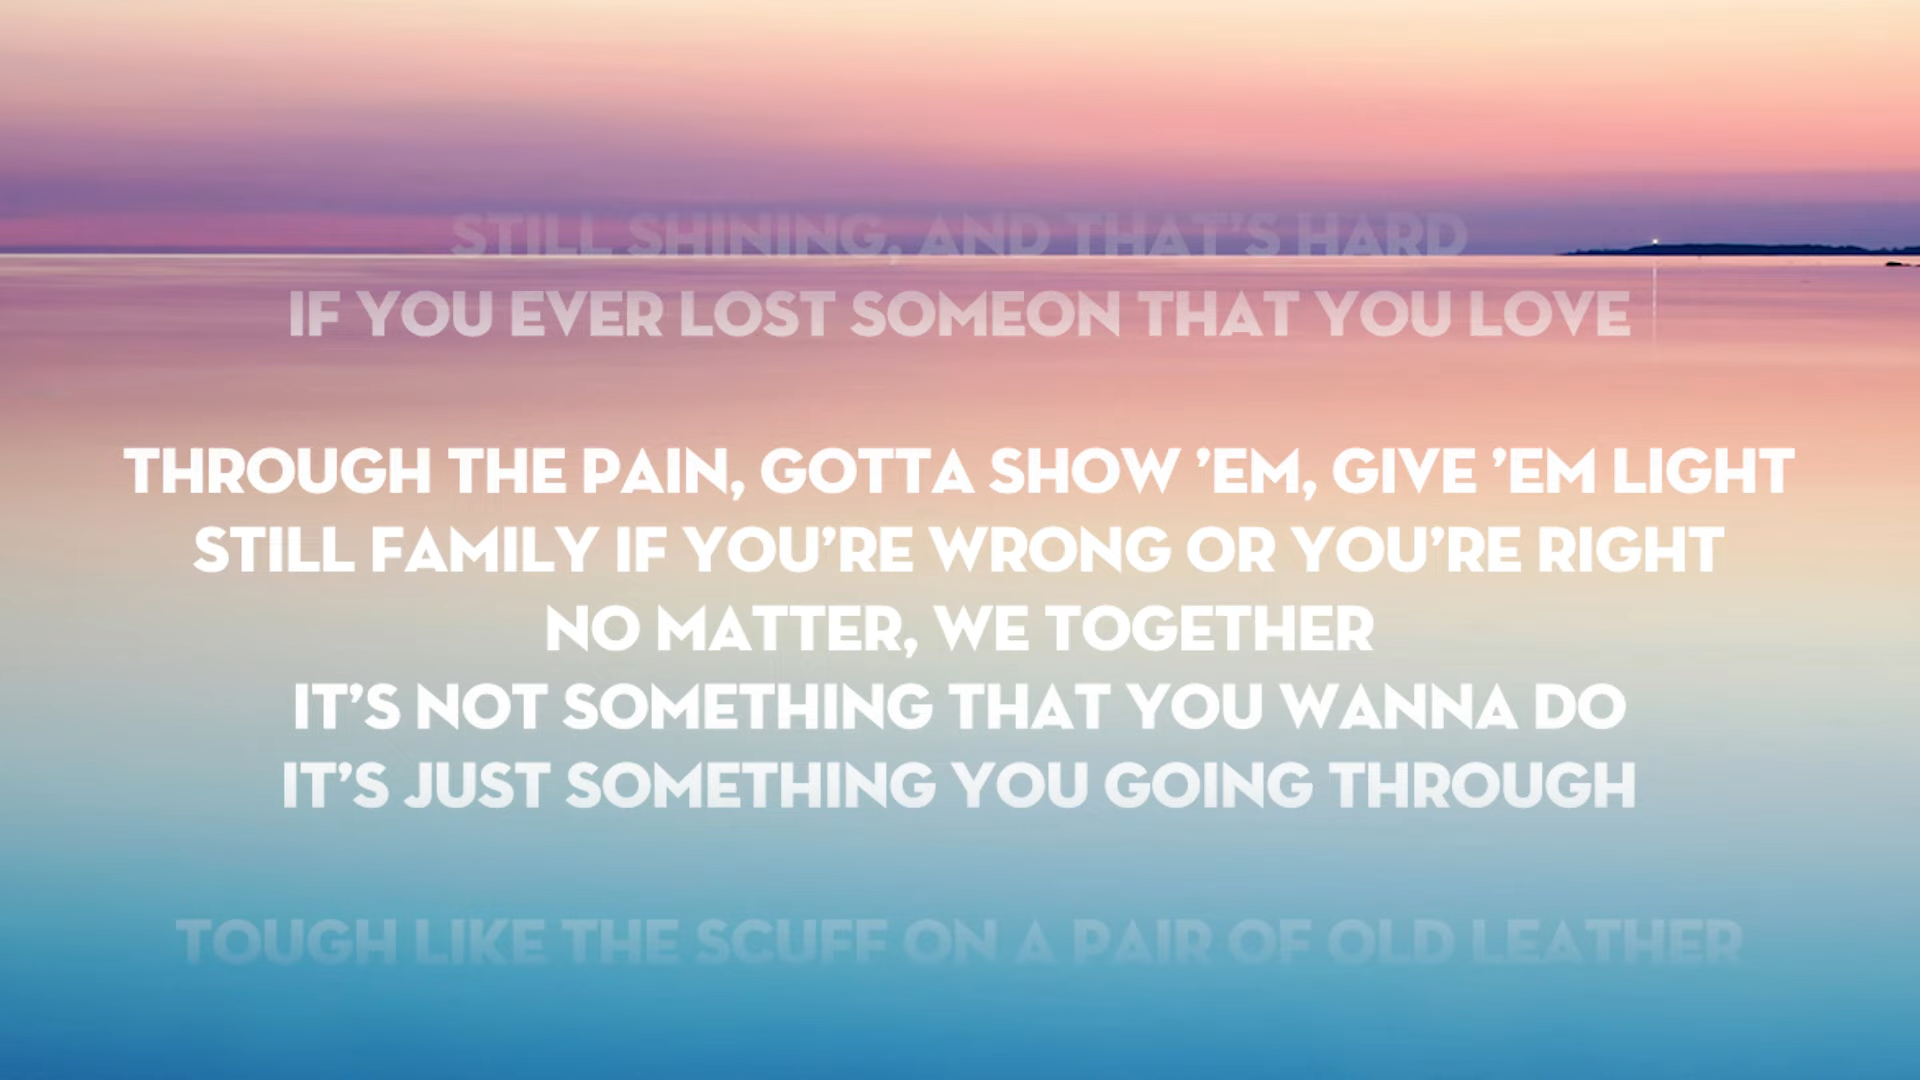 STILL SHINING, AND THAT'S HARD
IF YOU EVER LOST SOMEON THAT YOU LOVE
THROUGH THE PAIN, GOTTA SHOW 'EM, GIVE 'EM LIGHT
STILL FAMILY IF YOU'RE WRONG OR YOU'RE RIGHT
NO MATTER, WE TOGETHER
IT'S NOT SOMETHING THAT YOU WANNA DO
IT'S JUST SOMETHING YOU GOING THROUGH
TOUGH LIKE THE SCUFF ON A PAIR OF OLD LEATHER